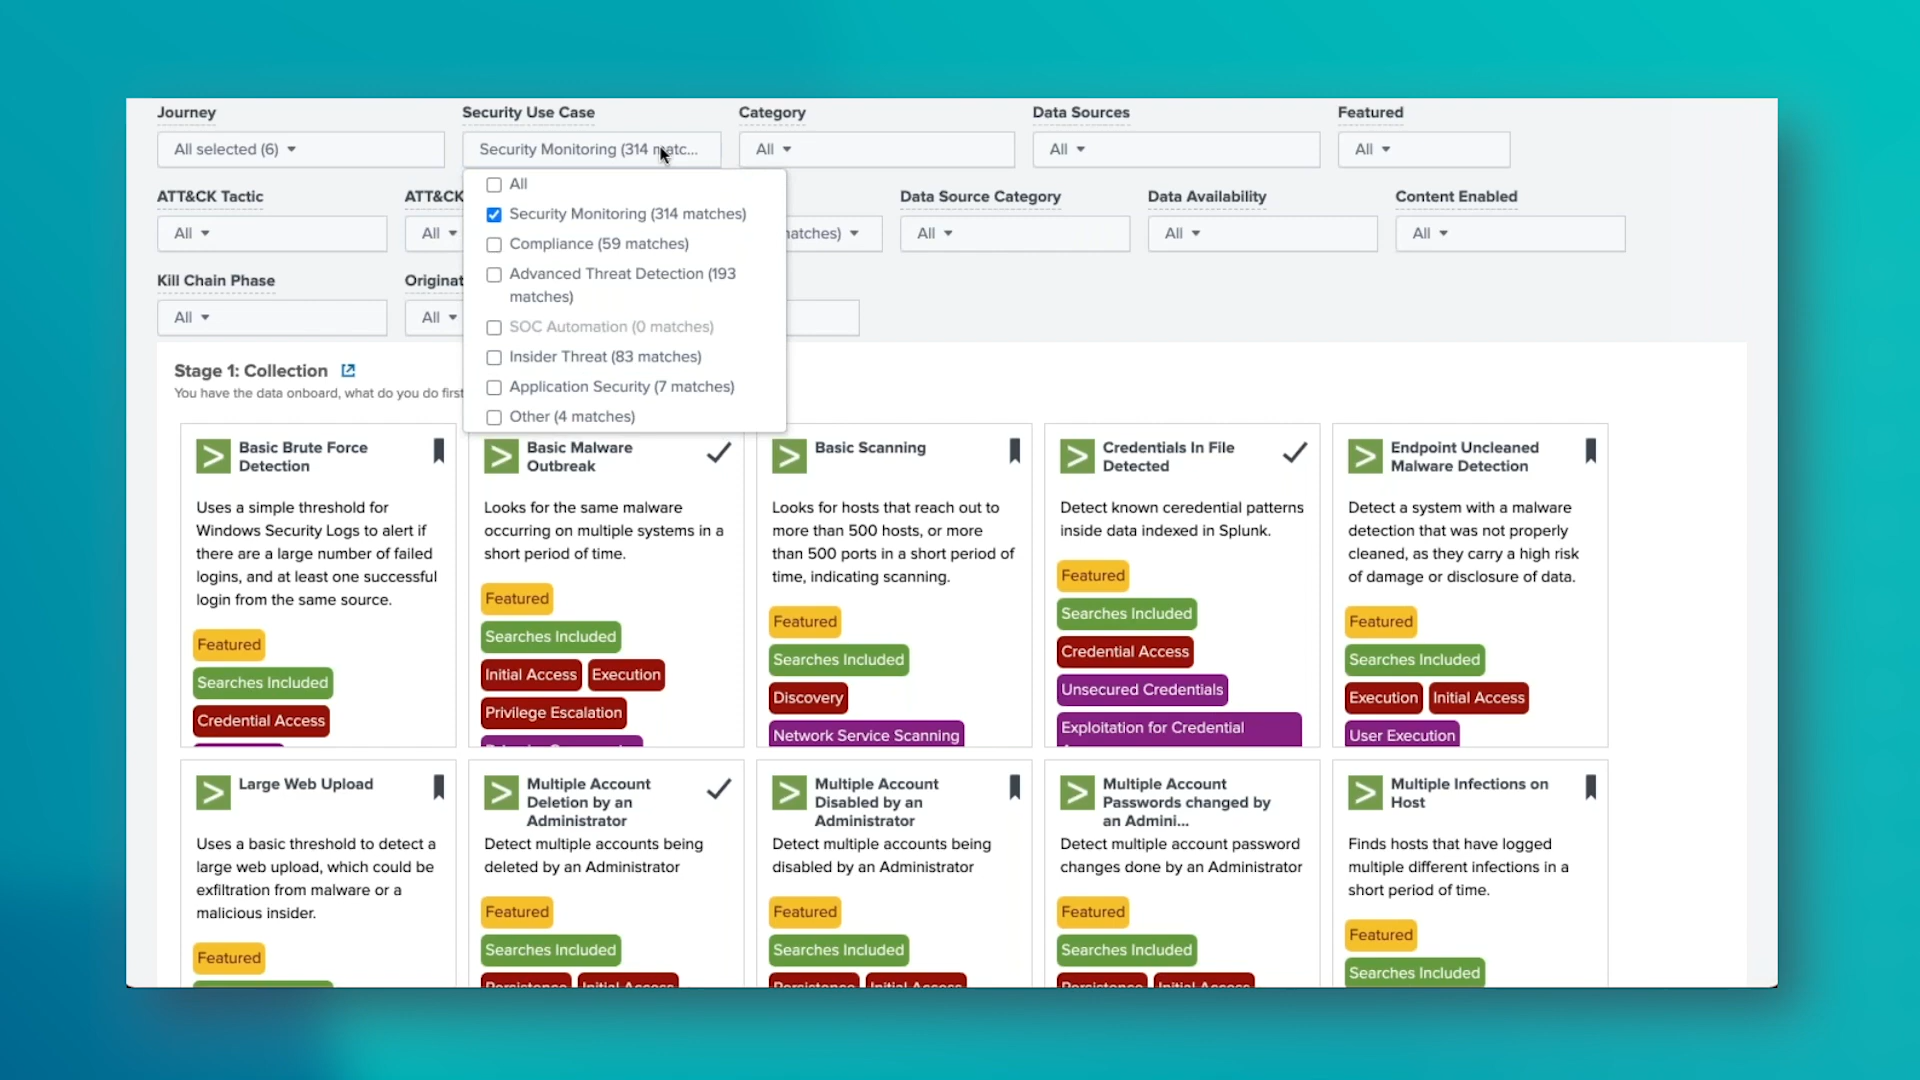 Journey
Security Use Case
Category
Data Sources
Featured
All selected (6)
Security Monitoring (314 matc...
All
All
All
ATT&CK Tactic
ATT&CK
Data Source Category
Data Availability
Content Enabled
All
All
matches)
All
All
All
Kill Chain Phase
Originat
All
All
All
Security Monitoring (314 matches)
Compliance (59 matches)
Advanced Threat Detection (193
matches)
SOC Automation (0 matches)
Insider Threat (83 matches)
Application Security (7 matches)
Other (4 matches)
Stage 1: Collection
You have the data onboard, what do you do first
Basic Brute Force
Detection
Uses a simple threshold for
Windows Security Logs to alert if
there are a large number of failed
logins, and at least one successful
login from the same source.
Featured
Searches Included
Credential Access
Basic Malware
Outbreak
Looks for the same malware
occurring on multiple systems in a
short period of time.
Featured
Searches Included
Initial Access
Execution
Privilege Escalation
Basic Scanning
Looks for hosts that reach out to
more than 500 hosts, or more
than 500 ports in a short period of
time, indicating scanning.
Featured
Searches Included
Discovery
Network Service Scanning
Credentials In File
Detected
Detect known ceredential patterns
inside data indexed in Splunk.
Featured
Searches Included
Credential Access
Unsecured Credentials
Exploitation for Credential
Endpoint Uncleaned
Malware Detection
Detect a system with a malware
detection that was not properly
cleaned, as they carry a high risk
of damage or disclosure of data.
Featured
Searches Included
Execution
Initial Access
User Execution
Large Web Upload
Uses a basic threshold to detect a
large web upload, which could be
exfiltration from malware or a
malicious insider.
Featured
Multiple Account
Deletion by an
Administrator
Detect multiple accounts being
deleted by an Administrator
Featured
Searches Included
Persistence
Initial Access
Multiple Account
Disabled by an
Administrator
Detect multiple accounts being
disabled by an Administrator
Featured
Searches Included
Persistence
Initial Access
Multiple Account
Passwords changed by
an Admini...
Detect multiple account password
changes done by an Administrator
Featured
Searches Included
Persistence
Initial Access
Multiple Infections on
Host
Finds hosts that have logged
multiple different infections in a
short period of time.
Featured
Searches Included